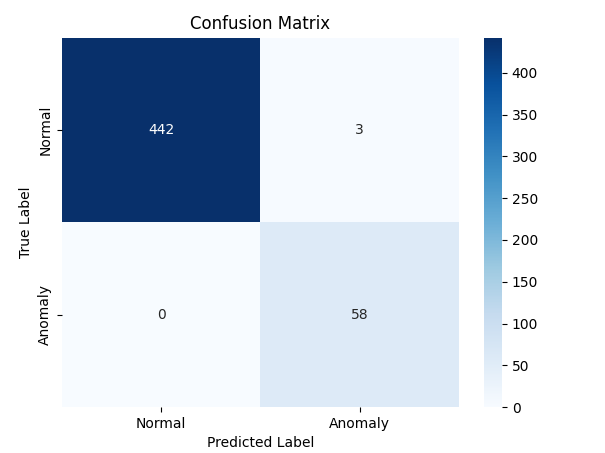 Confusion Matrix
True Label
Normal
Anomaly
442
3
0
58
Normal
Anomaly
Predicted Label
400
350
300
250
200
150
100
50
0